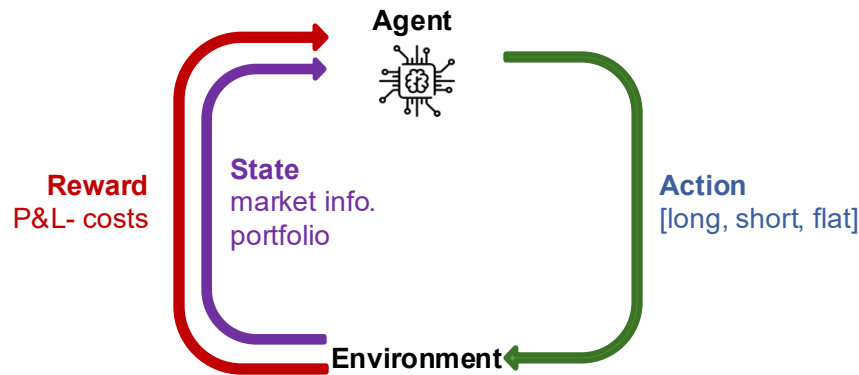 Agent
Reward
P&L- costs
State
market info.
portfolio
Action
[long, short, flat]
Environment